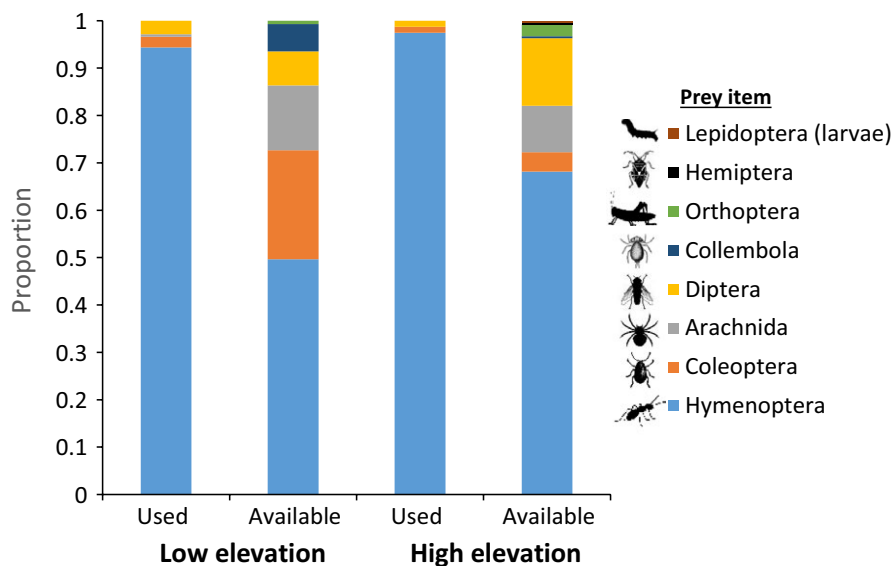 1
0.9
0.8
0.7
0.6
0.5
0.4
0.3
0.2
0.1
0
Proportion
Used
Available
Used
Available
Low elevation
High elevation
Prey item
Lepidoptera (larvae)
Hemiptera
Orthoptera
Collembola
Diptera
Arachnida
Coleoptera
Hymenoptera